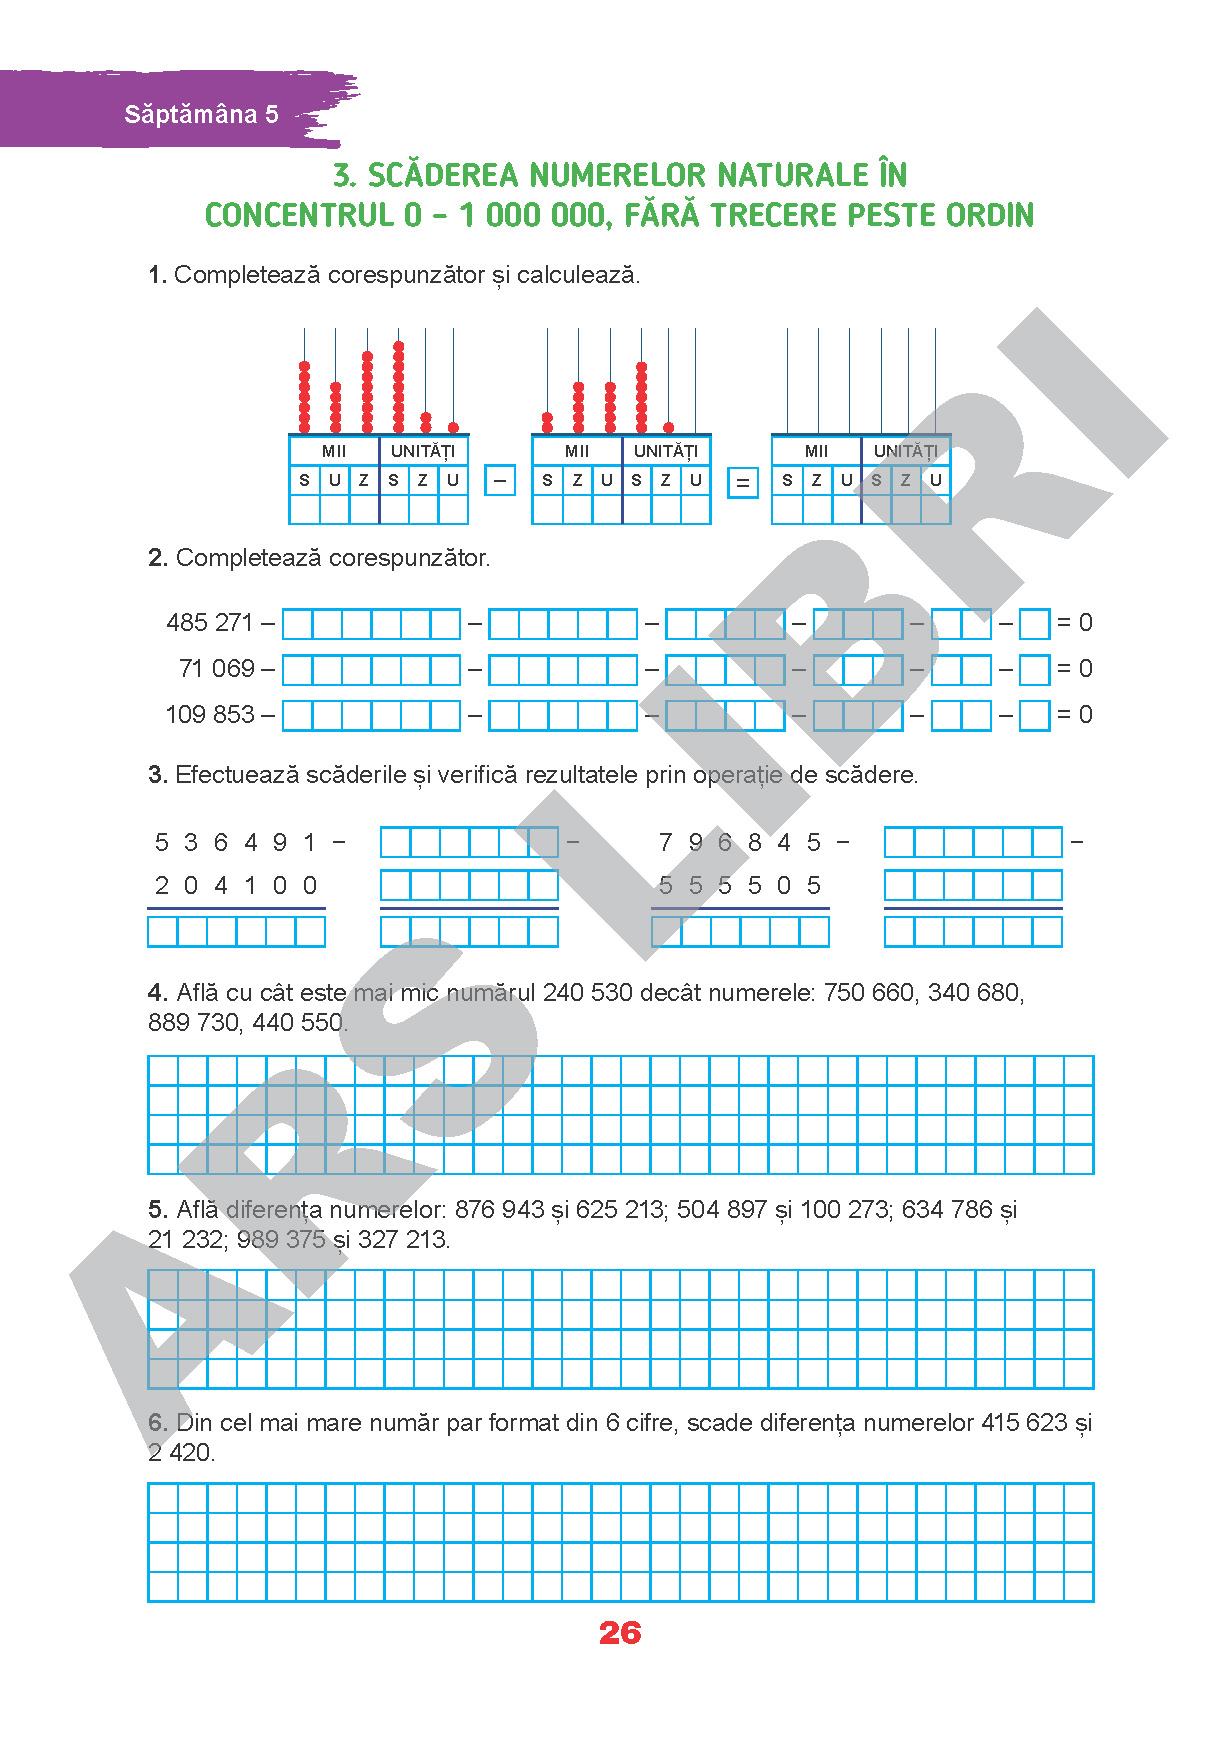 Săptămâna 5
3. SCĂDEREA NUMERELOR NATURALE ÎN
CONCENTRUL 0 – 1 000 000, FĂRĂ TRECERE PESTE ORDIN
1. Completează corespunzător și calculează.
MII UNITĂȚI MII UNITĂȚI MII UNITĂȚI
S U Z S Z U – S Z U S Z U = S Z U S Z U
2. Completează corespunzător.
485 271 – – – – – – = 0
71 069 – – – – – – = 0
109 853 – – – – – – = 0
3. Efectuează scăderile și verifică rezultatele prin operație de scădere.
5 3 6 4 9 1 – – 7 9 6 8 4 5 – –
2 0 4 1 0 0 5 5 5 5 0 5
4. Află cu cât este mai mic numărul 240 530 decât numerele: 750 660, 340 680,
889 730, 440 550.
5. Află diferența numerelor: 876 943 și 625 213; 504 897 și 100 273; 634 786 și
21 232; 989 375 și 327 213.
6. Din cel mai mare număr par format din 6 cifre, scade diferența numerelor 415 623 și
2 420.
26
ARS LIBRI